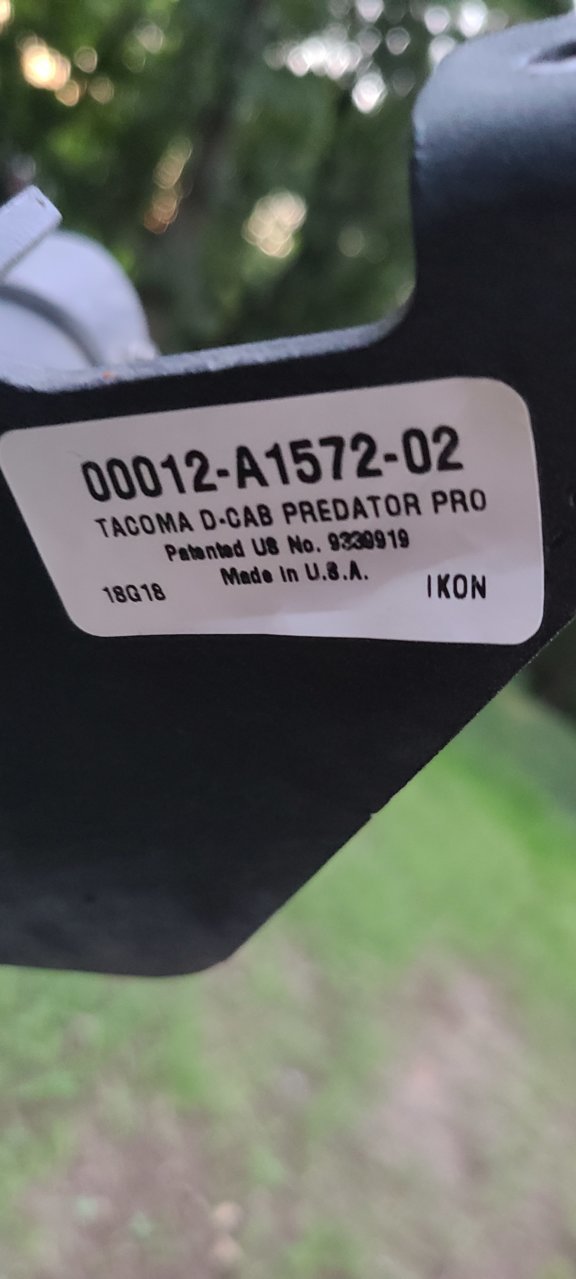 00012-A1572-02
TACOMA D-CAB PREDATOR PRO
Patented US No. 9339919
Made in U.S.A.
18G18 IKON